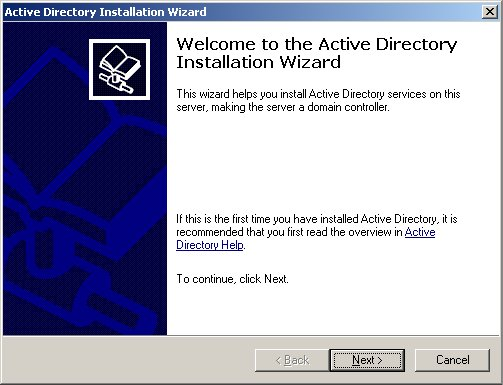 Active Directory Installation Wizard
Welcome to the Active Directory
Installation Wizard
This wizard helps you install Active Directory services on this
server, making the server a domain controller.
If this is the first time you have installed Active Directory, it is
recommended that you first read the overview in Active
Directory Help.
To continue, click Next.
< Back Next > Cancel